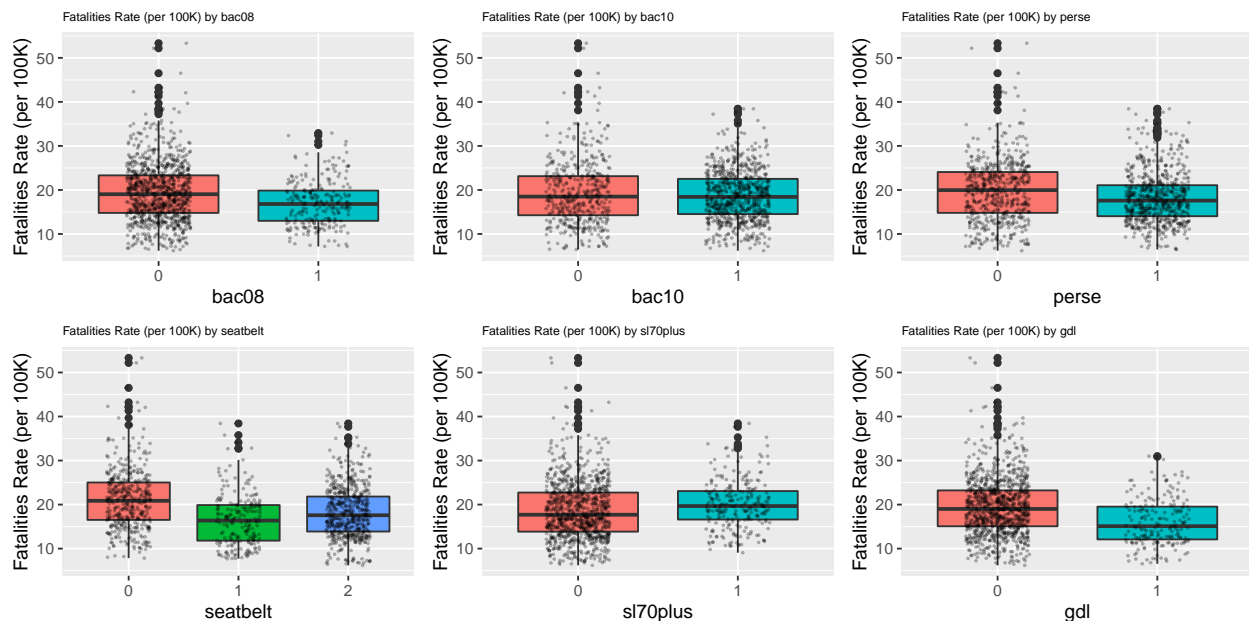 Fatalities Rate (per 100K) by bac08
Fatalities Rate (per 100K)
50
40
30
20
10
0 1
bac08
Fatalities Rate (per 100K) by bac10
Fatalities Rate (per 100K)
50
40
30
20
10
0 1
bac10
Fatalities Rate (per 100K) by perse
Fatalities Rate (per 100K)
50
40
30
20
10
0 1
perse
Fatalities Rate (per 100K) by seatbelt
Fatalities Rate (per 100K)
50
40
30
20
10
0 1 2
seatbelt
Fatalities Rate (per 100K) by sl70plus
Fatalities Rate (per 100K)
50
40
30
20
10
0 1
sl70plus
Fatalities Rate (per 100K) by gdl
Fatalities Rate (per 100K)
50
40
30
20
10
0 1
gdl